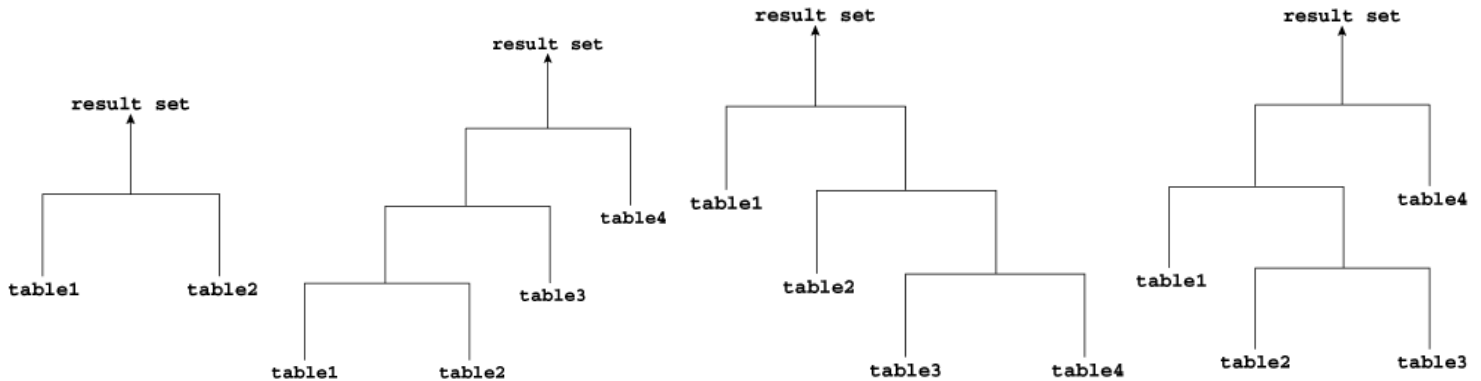 result set
table1 table2
result set
table4
table3
table1 table2
result set
table1
table2
table3 table4
result set
table4
table1
table2 table3